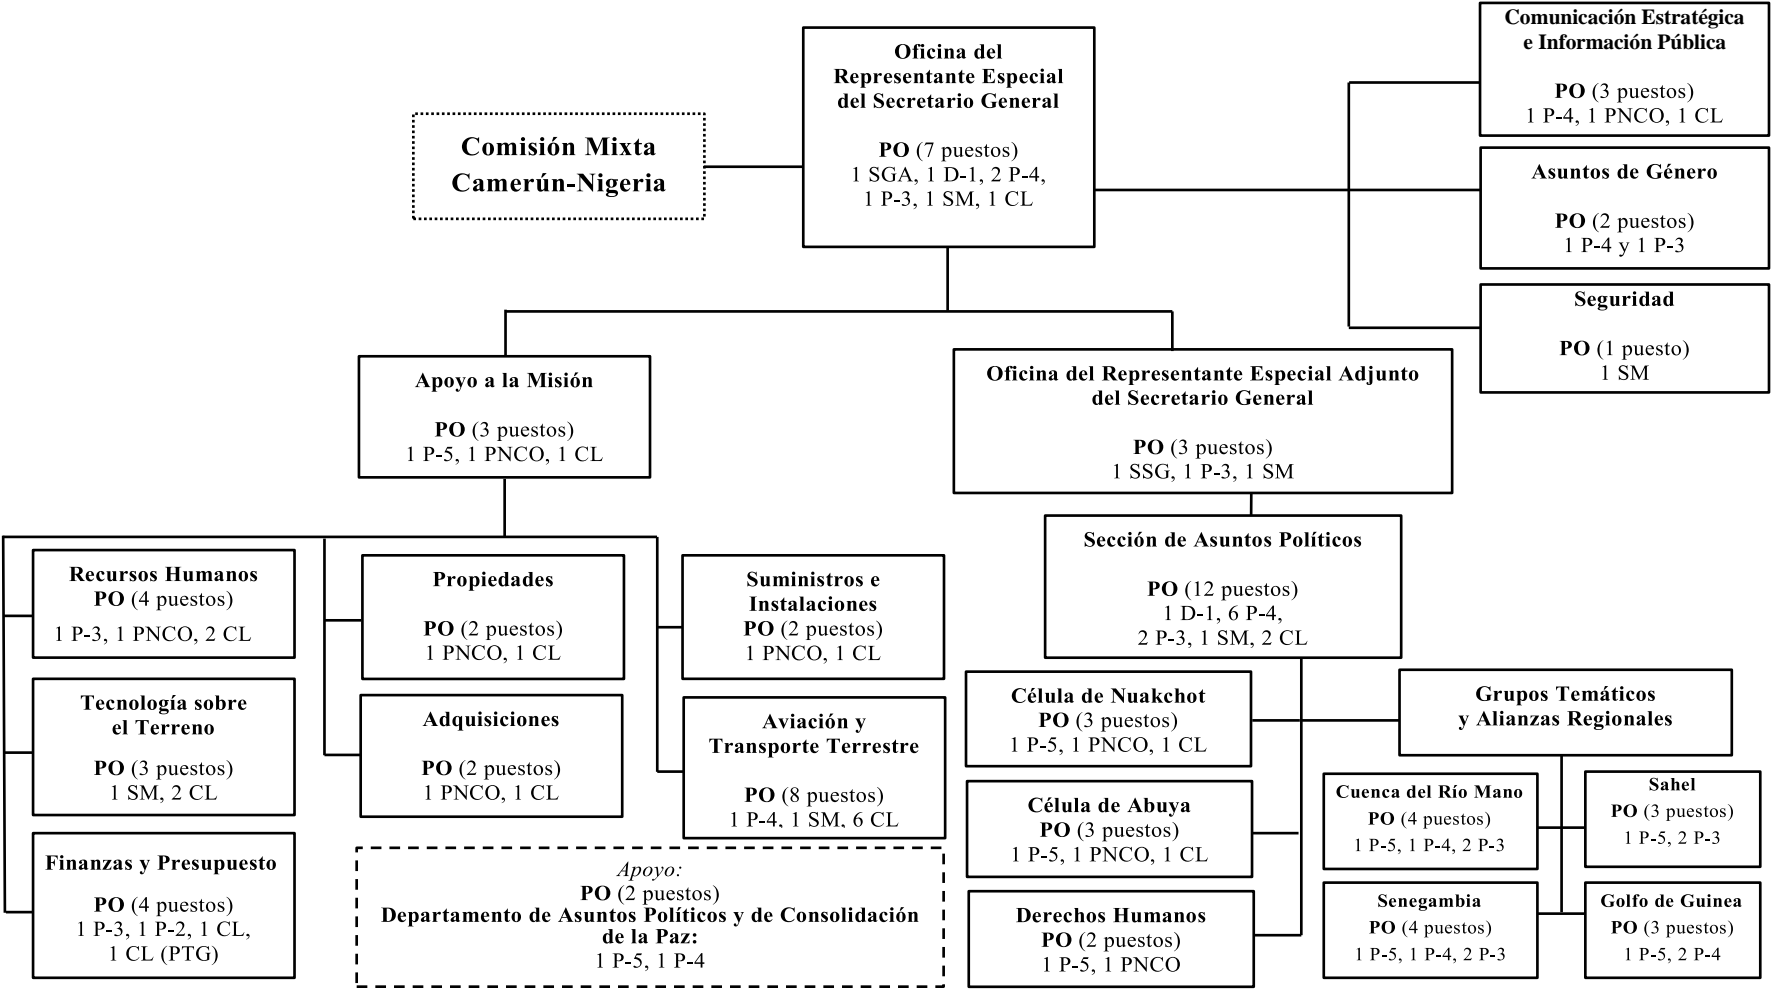 Oficina del
Representante Especial
del Secretario General
PO (7 puestos)
1 SGA, 1 D-1, 2 P-4,
1 P-3, 1 SM, 1 CL
Comisión Mixta
Camerún-Nigeria
Comunicación Estratégica
e Información Pública
PO (3 puestos)
1 P-4, 1 PNCO, 1 CL
Asuntos de Género
PO (2 puestos)
1 P-4 y 1 P-3
Seguridad
PO (1 puesto)
1 SM
Apoyo a la Misión
PO (3 puestos)
1 P-5, 1 PNCO, 1 CL
Oficina del Representante Especial Adjunto
del Secretario General
PO (3 puestos)
1 SSG, 1 P-3, 1 SM
Recursos Humanos
PO (4 puestos)
1 P-3, 1 PNCO, 2 CL
Propiedades
PO (2 puestos)
1 PNCO, 1 CL
Suministros e
Instalaciones
PO (2 puestos)
1 PNCO, 1 CL
Tecnología sobre
el Terreno
PO (3 puestos)
1 SM, 2 CL
Adquisiciones
PO (2 puestos)
1 PNCO, 1 CL
Aviación y
Transporte Terrestre
PO (8 puestos)
1 P-4, 1 SM, 6 CL
Finanzas y Presupuesto
PO (4 puestos)
1 P-3, 1 P-2, 1 CL,
1 CL (PTG)
Apoyo:
PO (2 puestos)
Departamento de Asuntos Políticos y de Consolidación
de la Paz:
1 P-5, 1 P-4
Sección de Asuntos Políticos
PO (12 puestos)
1 D-1, 6 P-4,
2 P-3, 1 SM, 2 CL
Célula de Nuakchot
PO (3 puestos)
1 P-5, 1 PNCO, 1 CL
Célula de Abuya
PO (3 puestos)
1 P-5, 1 PNCO, 1 CL
Derechos Humanos
PO (2 puestos)
1 P-5, 1 PNCO
Grupos Temáticos
y Alianzas Regionales
Cuenca del Río Mano
PO (4 puestos)
1 P-5, 1 P-4, 2 P-3
Sahel
PO (3 puestos)
1 P-5, 2 P-3
Senegambia
PO (4 puestos)
1 P-5, 1 P-4, 2 P-3
Golfo de Guinea
PO (3 puestos)
1 P-5, 2 P-4